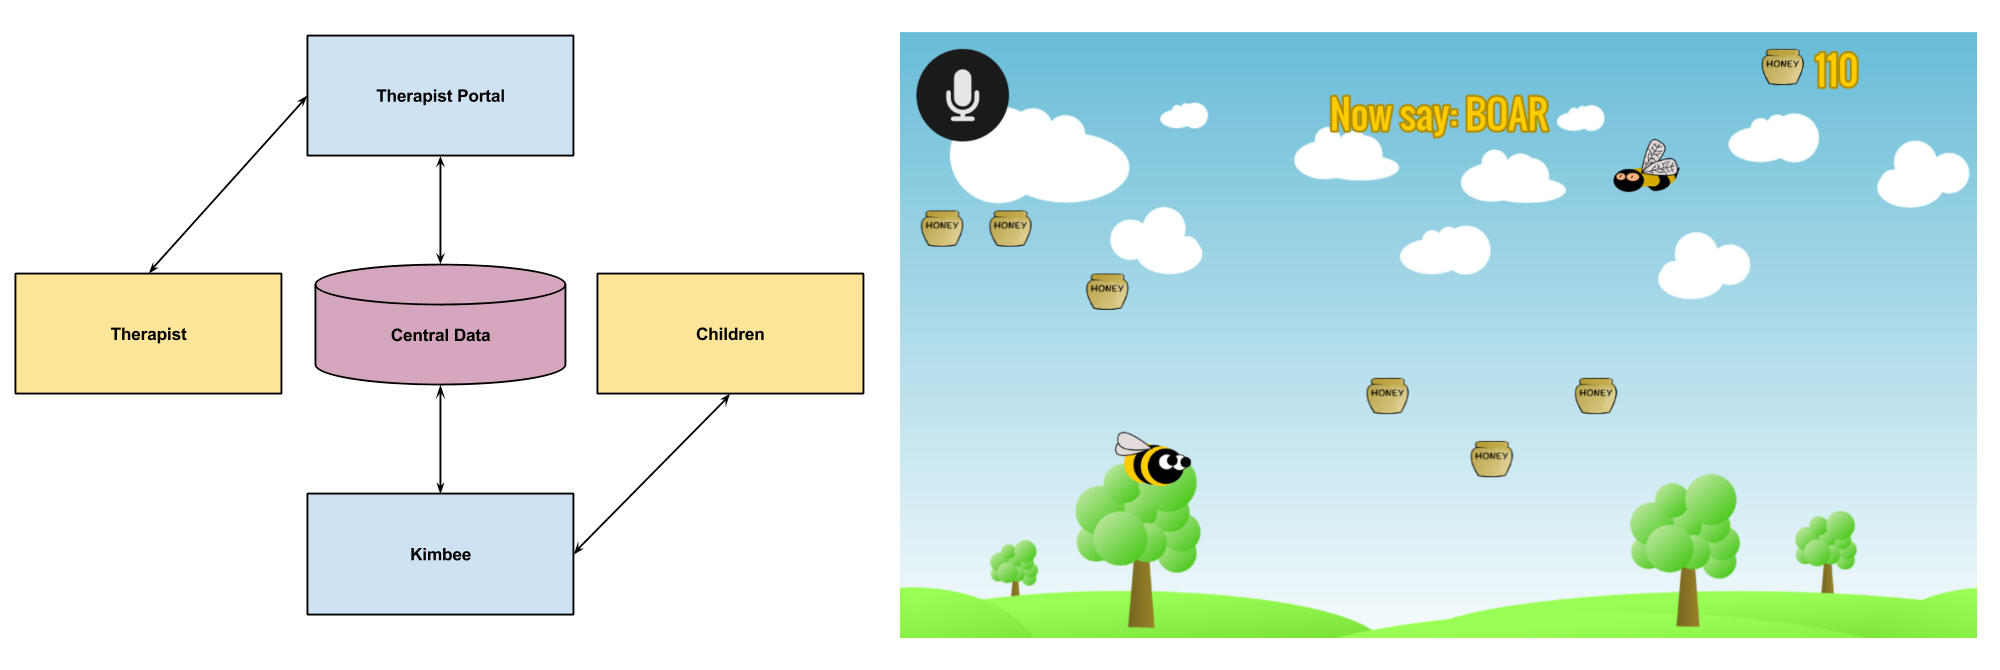 Therapist Portal
Therapist
Central Data
Children
Kimbee
HONEY 110
Now say: BOAR
HONEY HONEY
HONEY
HONEY HONEY
HONEY